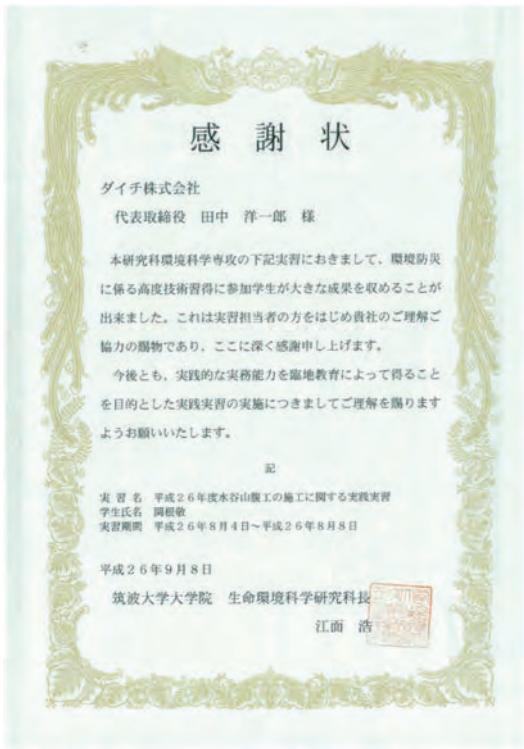 感謝状
ダイチ株式会社
代表取締役 田中 洋一郎 様
本研究科環境科学専攻の下記実習におきまして、環境防災
に係る高度技術習得に参加学生が大きな成果を収めることが
出来ました。これは実習担当者の方をはじめ貴社のご理解ご
協力の賜物であり、ここに深く感謝申し上げます。
今後とも、実践的な実務能力を臨地教育によって得ること
を目的とした実践実習の実施につきましてご理解を賜ります
ようお願いいたします。
記
実習名 平成26年度水谷山腹工の施工に関する実践実習
学生氏名 関根敬
実習期間 平成26年8月4日~平成26年8月8日
平成26年9月8日
筑波大学大学院 生命環境科学研究科長
江面 浩